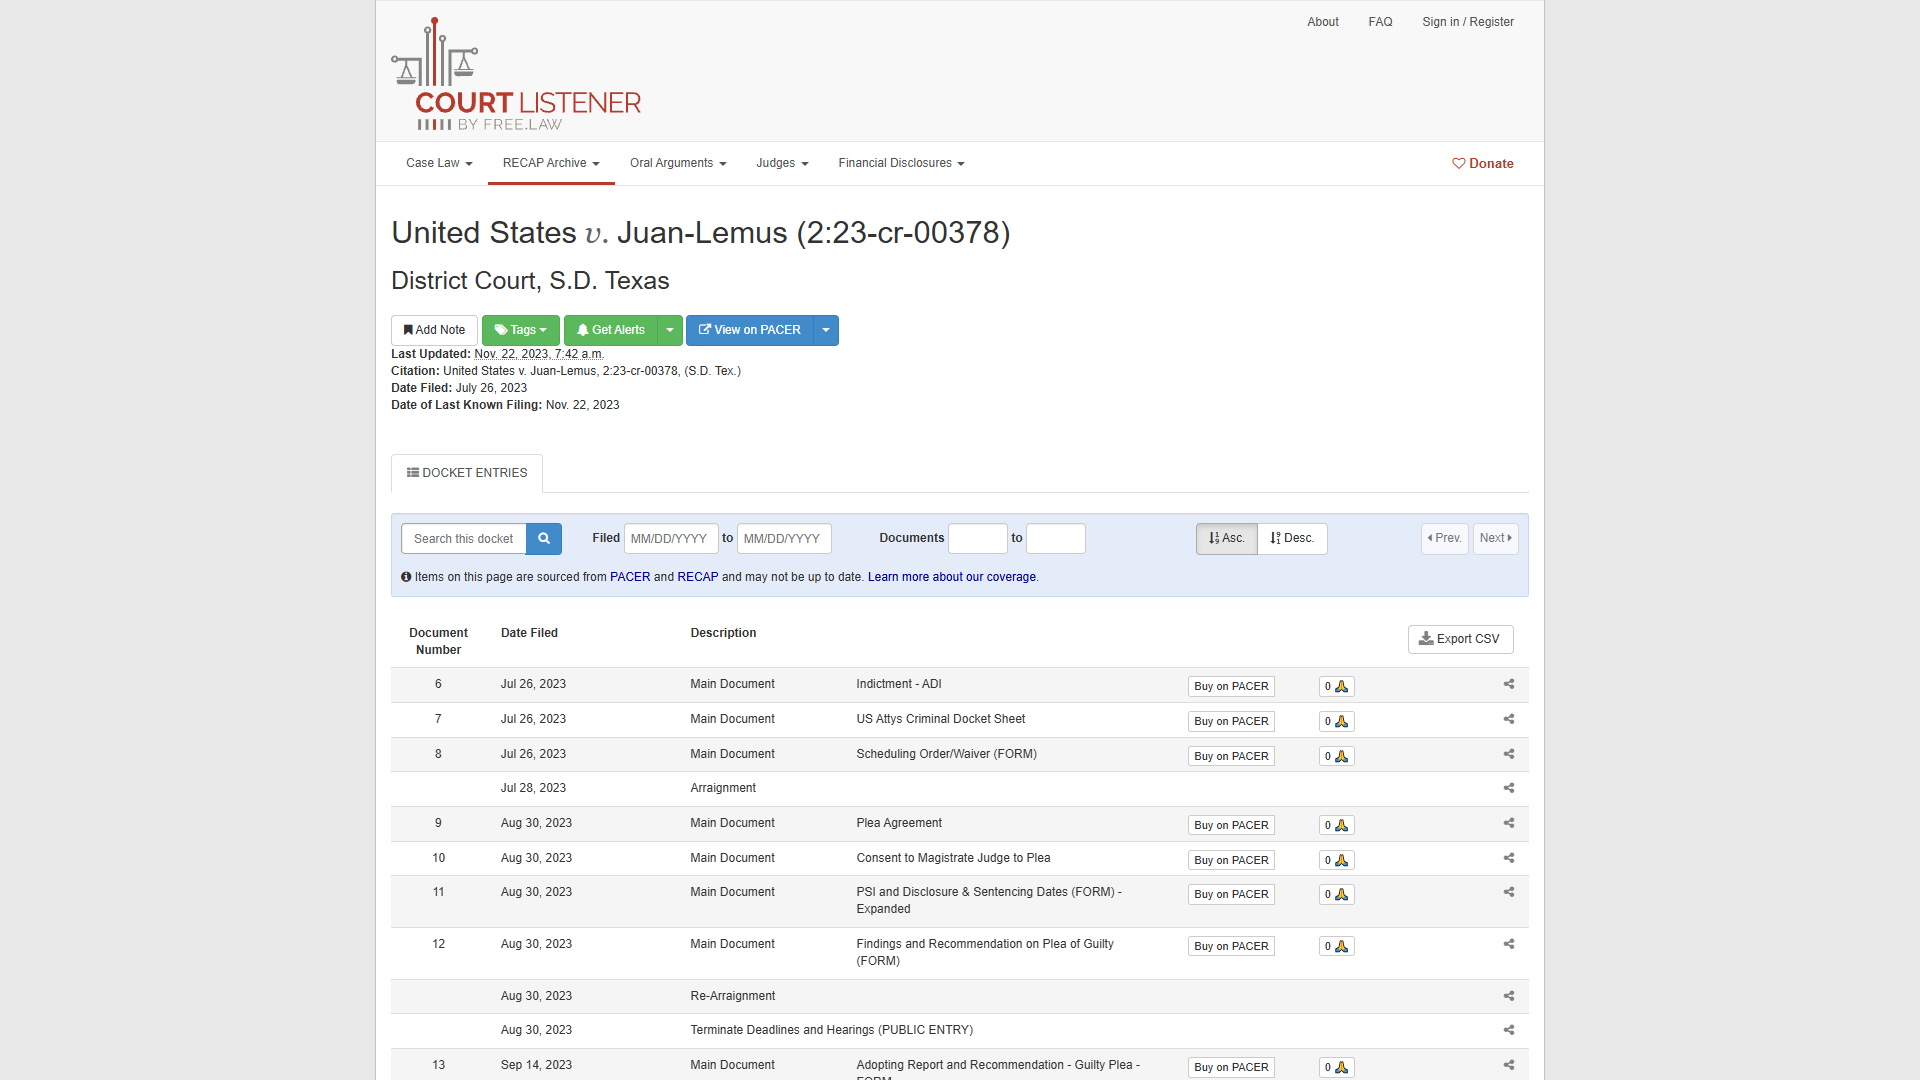 About FAQ Sign in / Register
COURT LISTENER
BY FREE.LAW
Case Law RECAP Archive Oral Arguments Judges Financial Disclosures Donate
United States v. Juan-Lemus (2:23-cr-00378)
District Court, S.D. Texas
Add Note Tags Get Alerts View on PACER
Last Updated: Nov. 22, 2023, 7:42 a.m.
Citation: United States v. Juan-Lemus, 2:23-cr-00378, (S.D. Tex.)
Date Filed: July 26, 2023
Date of Last Known Filing: Nov. 22, 2023
DOCKET ENTRIES
Search this docket Filed MM/DD/YYYY to MM/DD/YYYY Documents to Asc. Desc. Prev. Next
Items on this page are sourced from PACER and RECAP and may not be up to date. Learn more about our coverage.
Document Number Date Filed Description Export CSV
6 Jul 26, 2023 Main Document Indictment - ADI Buy on PACER 0
7 Jul 26, 2023 Main Document US Attys Criminal Docket Sheet Buy on PACER 0
8 Jul 26, 2023 Main Document Scheduling Order/Waiver (FORM) Buy on PACER 0
Jul 28, 2023 Arraignment
9 Aug 30, 2023 Main Document Plea Agreement Buy on PACER 0
10 Aug 30, 2023 Main Document Consent to Magistrate Judge to Plea Buy on PACER 0
11 Aug 30, 2023 Main Document PSI and Disclosure & Sentencing Dates (FORM) - Buy on PACER 0
Expanded
12 Aug 30, 2023 Main Document Findings and Recommendation on Plea of Guilty Buy on PACER 0
(FORM)
Aug 30, 2023 Re-Arraignment
Aug 30, 2023 Terminate Deadlines and Hearings (PUBLIC ENTRY)
13 Sep 14, 2023 Main Document Adopting Report and Recommendation - Guilty Plea - Buy on PACER 0